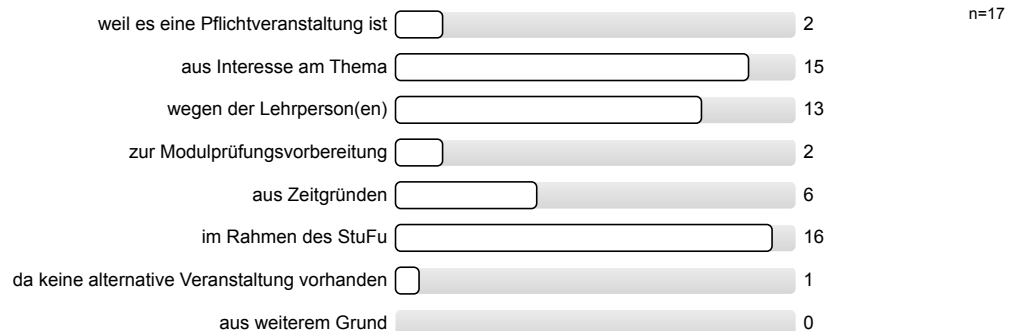 weil es eine Pflichtveranstaltung ist 2 n=17
aus Interesse am Thema 15
wegen der Lehrperson(en) 13
zur Modulprüfungsvorbereitung 2
aus Zeitgründen 6
im Rahmen des StuFu 16
da keine alternative Veranstaltung vorhanden 1
aus weiterem Grund 0